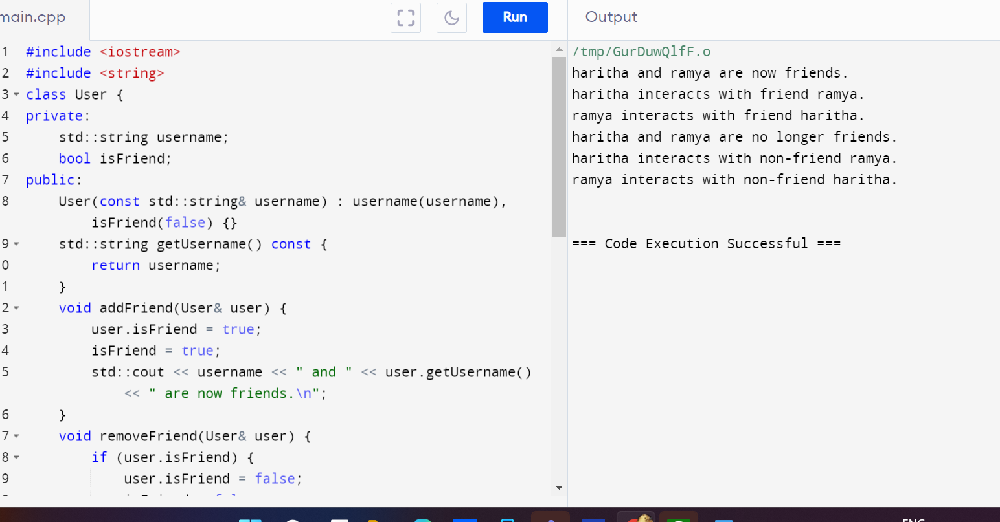 main.cpp
Run
Output
1 #include <iostream>
2 #include <string>
3 class User {
4 private:
5     std::string username;
6     bool isFriend;
7 public:
8     User(const std::string& username) : username(username),
        isFriend(false) {}
9     std::string getUsername() const {
0         return username;
1     }
2     void addFriend(User& user) {
3         user.isFriend = true;
4         isFriend = true;
5         std::cout << username << " and " << user.getUsername()
            << " are now friends.\n";
6     }
7     void removeFriend(User& user) {
8         if (user.isFriend) {
9             user.isFriend = false;
/tmp/GurDuwQlfF.o
haritha and ramya are now friends.
haritha interacts with friend ramya.
ramya interacts with friend haritha.
haritha and ramya are no longer friends.
haritha interacts with non-friend ramya.
ramya interacts with non-friend haritha.
=== Code Execution Successful ===
ENG